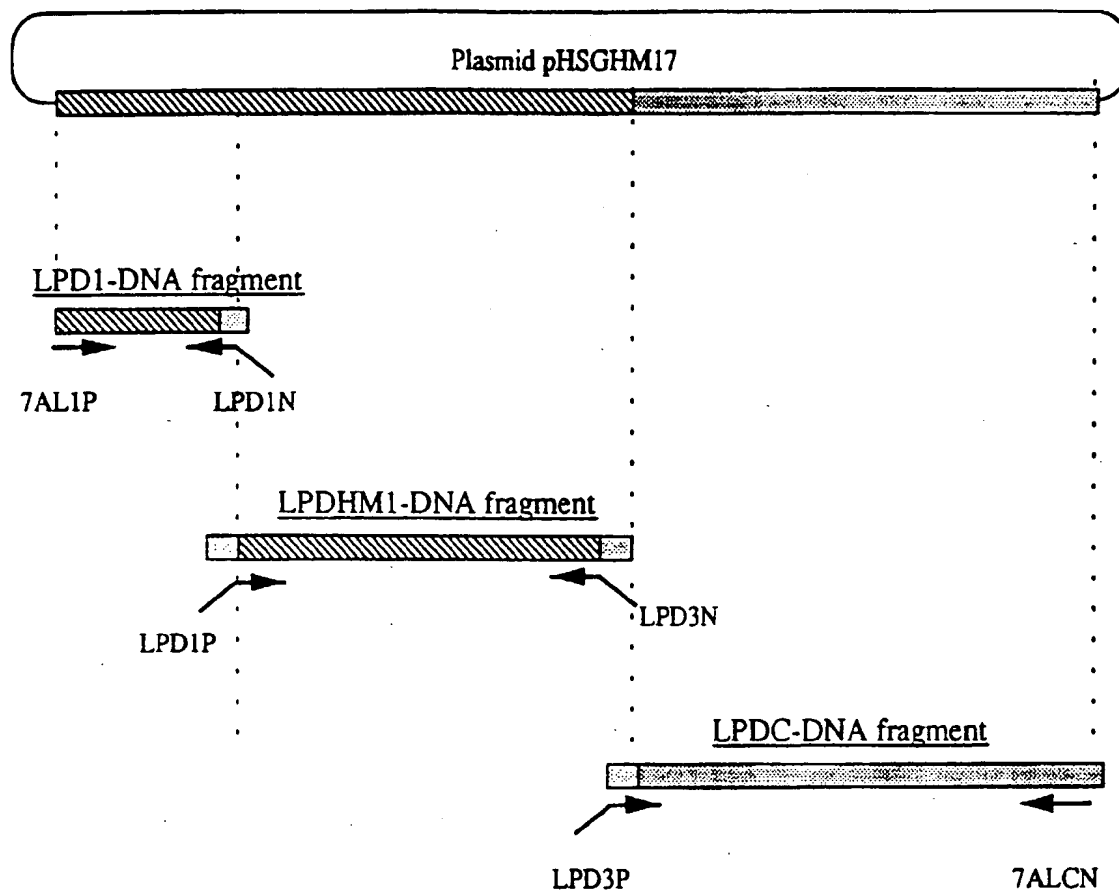 Plasmid pHSGHM17
LPD1-DNA fragment
7AL1P
LPD1N
LPDHM1-DNA fragment
LPD1P
LPD3N
LPDC-DNA fragment
LPD3P
7ALCN